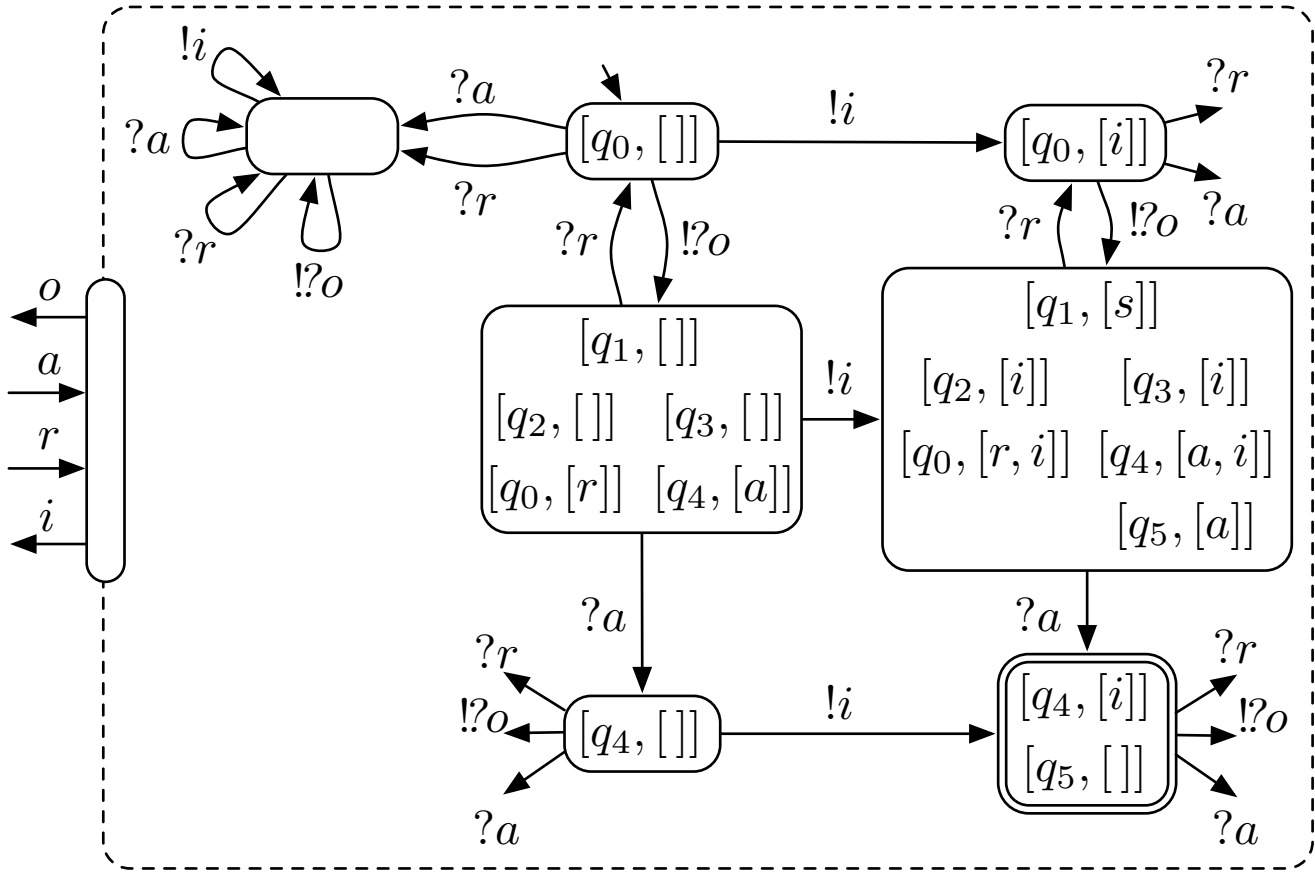 !i
?a
?r
!?o
?a
?r
[q₀, [ ]]
!i
[q₀, [i]]
?r
?a
?r
!?o
?r
!?o
o
a
r
i
[q₁, [ ]]
[q₂, [ ]] [q₃, [ ]]
[q₀, [r]] [q₄, [a]]
!i
[q₁, [s]]
[q₂, [i]] [q₃, [i]]
[q₀, [r, i]] [q₄, [a, i]]
[q₅, [a]]
?a
?a
?r
!?o
?a
[q₄, [ ]]
!i
[q₄, [i]]
[q₅, [ ]]
?r
!?o
?a